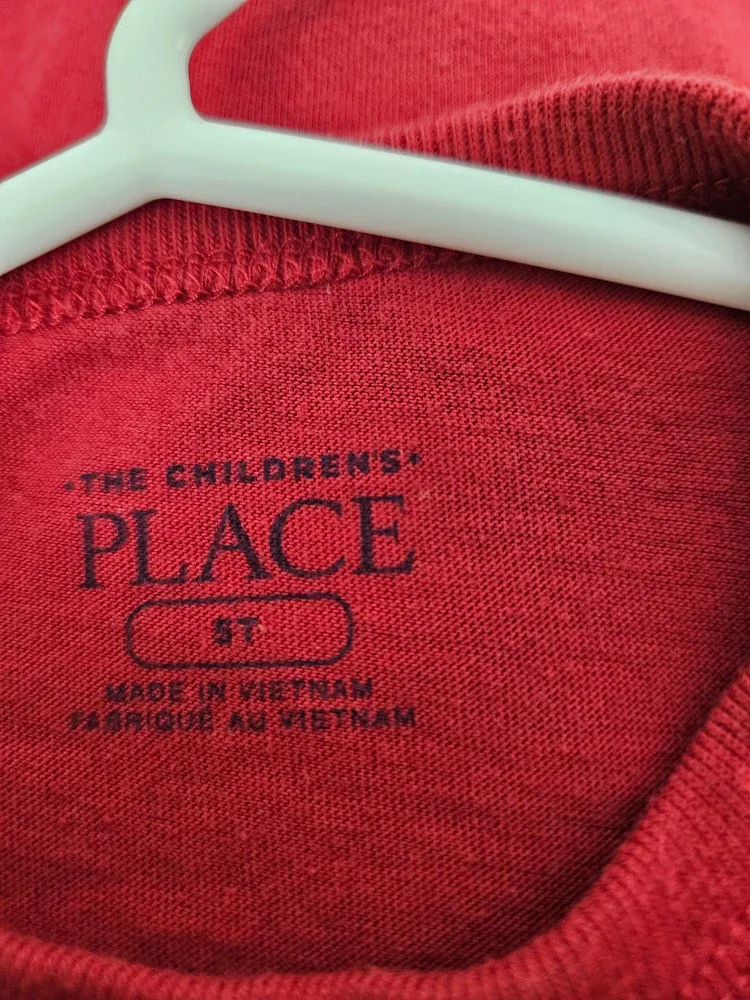 •THE CHILDREN'S•
PLACE
5T
MADE IN VIETNAM
FABRIQUÉ AU VIETNAM